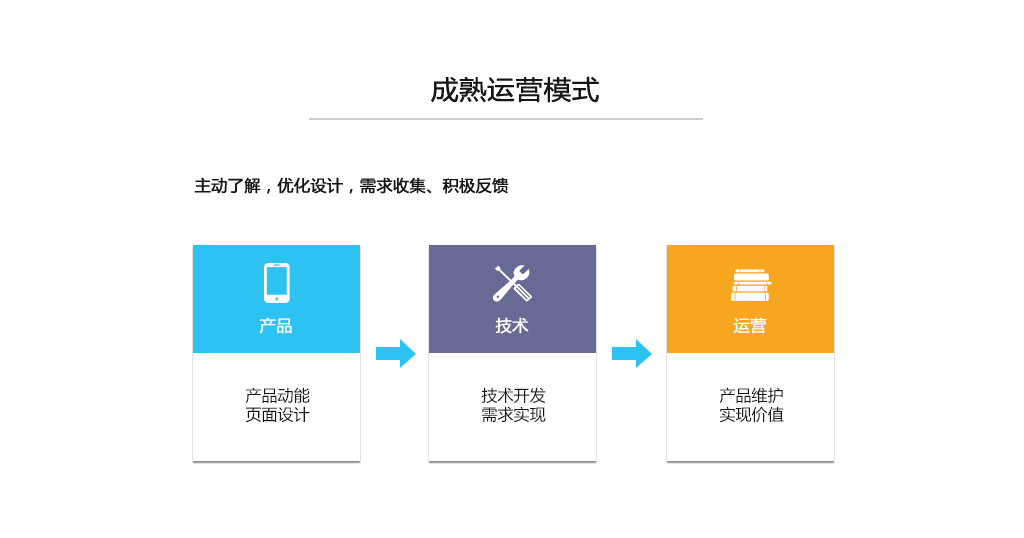 成熟运营模式
主动了解，优化设计，需求收集、积极反馈
产品
产品动能
页面设计
技术
技术开发
需求实现
运营
产品维护
实现价值